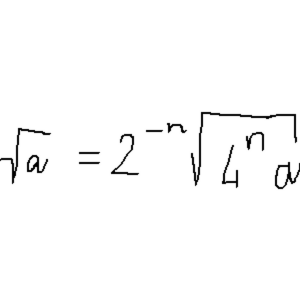 √a = 2^{-n} √(4^n a)